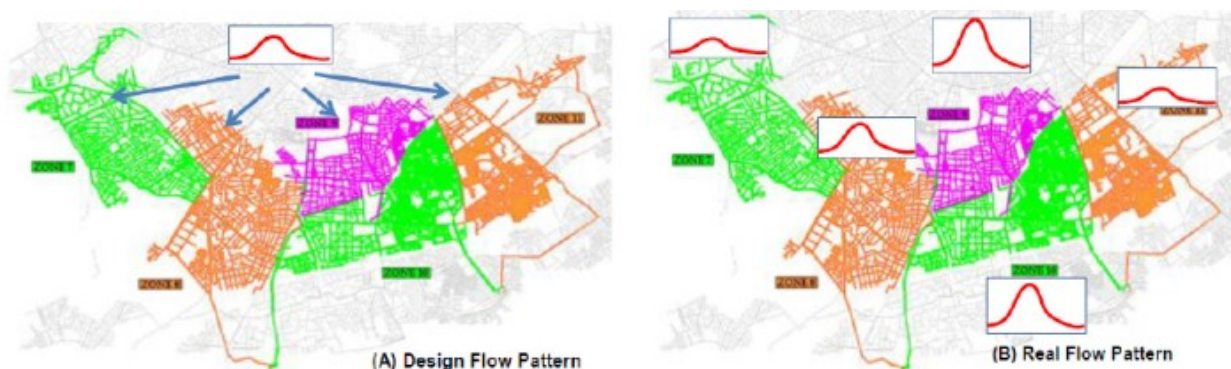 ZONE 7
ZONE 8
ZONE 9
ZONE 10
ZONE 11
(A) Design Flow Pattern
ZONE 7
ZONE 8
ZONE 9
ZONE 10
(B) Real Flow Pattern